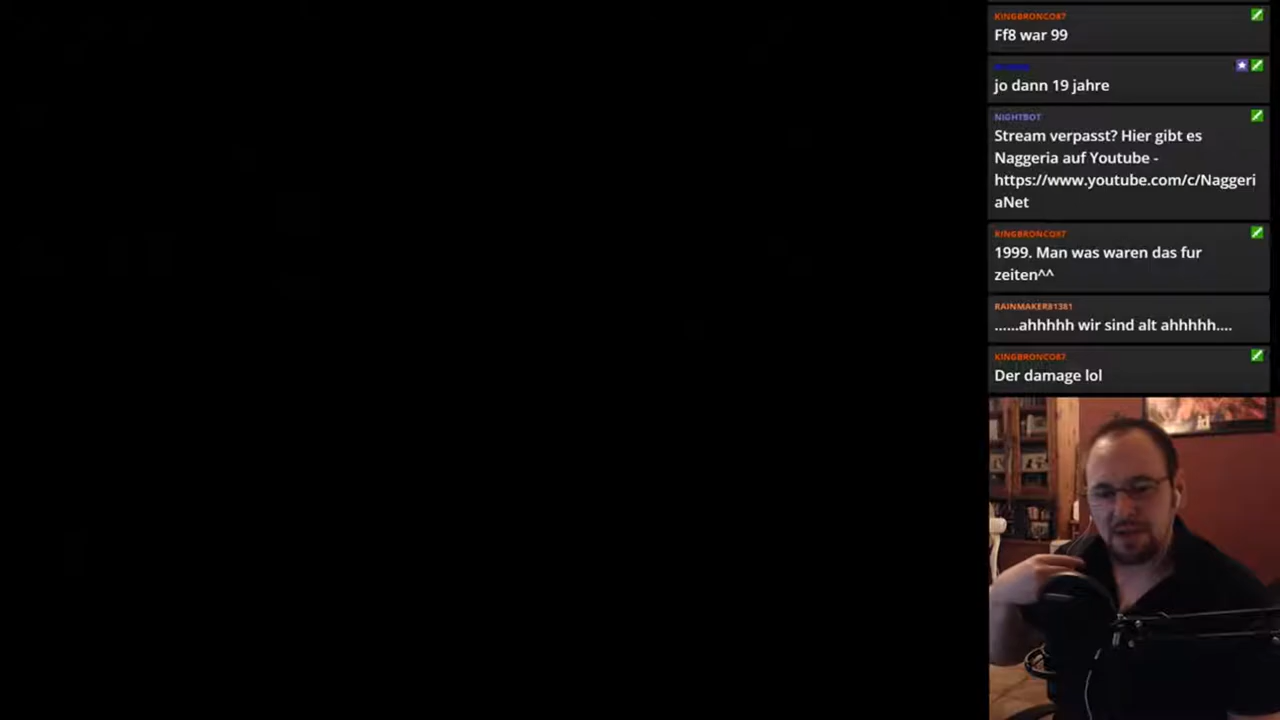 KINGBRONCO87
Ff8 war 99
jo dann 19 jahre
NIGHTBOT
Stream verpasst? Hier gibt es
Naggeria auf Youtube -
https://www.youtube.com/c/Naggeri
aNet
KINGBRONCO87
1999. Man was waren das fur
zeiten^^
RAINMAKER81381
......ahhhhh wir sind alt ahhhhh....
KINGBRONCO87
Der damage lol